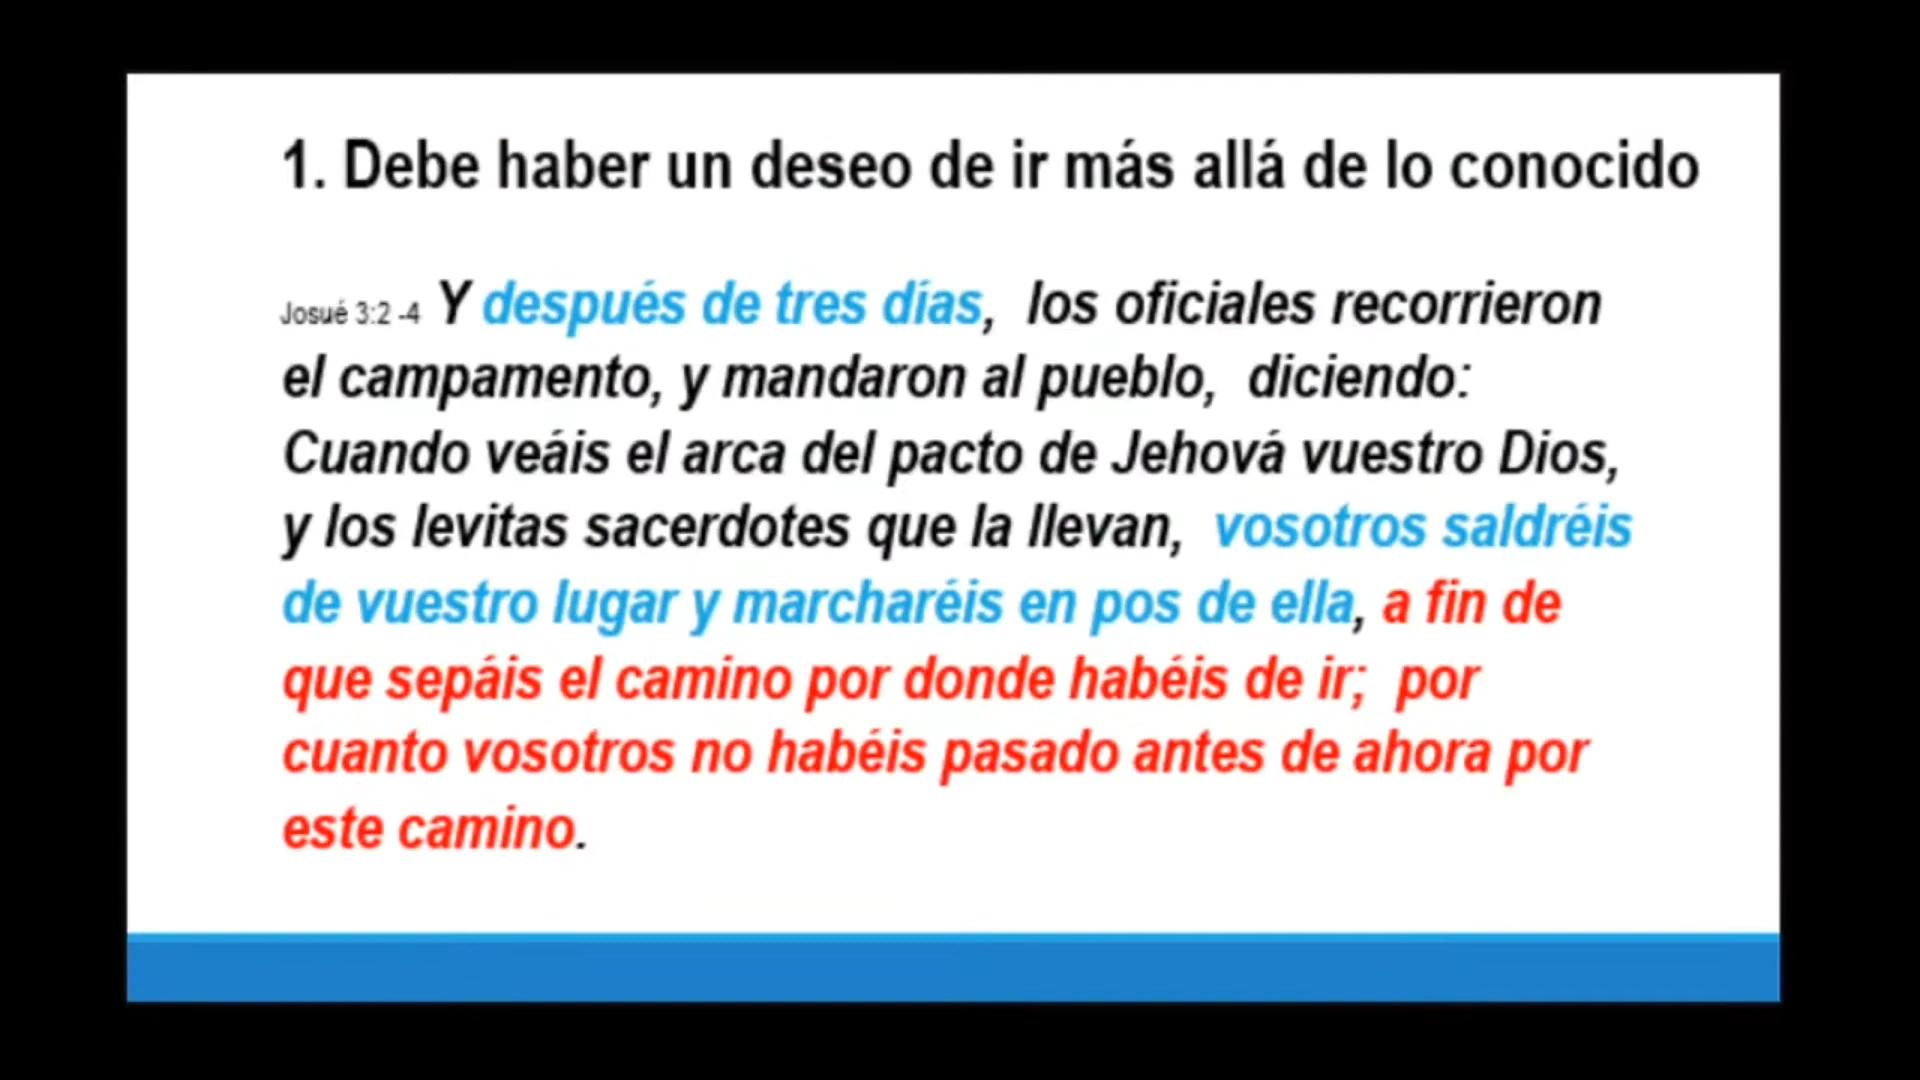 1. Debe haber un deseo de ir más allá de lo conocido
Josué 3:2 -4 Y después de tres días, los oficiales recorrieron
el campamento, y mandaron al pueblo, diciendo:
Cuando veáis el arca del pacto de Jehová vuestro Dios,
y los levitas sacerdotes que la llevan, vosotros saldréis
de vuestro lugar y marcharéis en pos de ella, a fin de
que sepáis el camino por donde habéis de ir; por
cuanto vosotros no habéis pasado antes de ahora por
este camino.